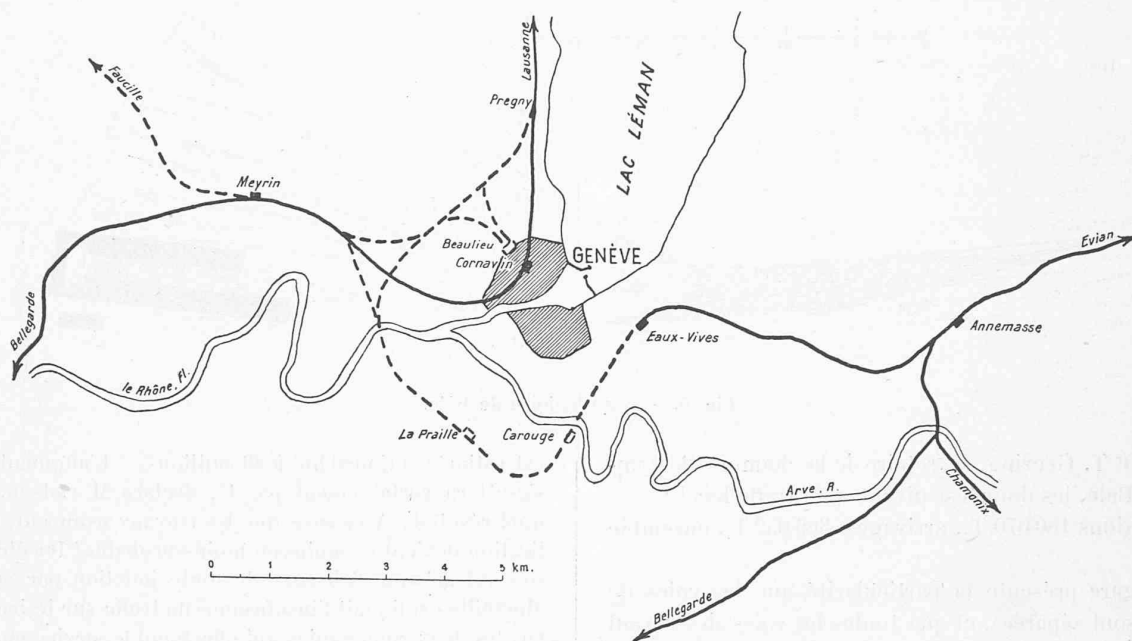 Faucille
Lausanne
Pregny
LAC LÉMAN
Meyrin
Beaulieu
Cornavin
GENÈVE
Evian
Bellegarde
Eaux-Vives
Annemasse
le Rhône. Fl.
La Praille
Carouge
Arve. R.
Chamonix
0 1 2 3 4 5 km.
Bellegarde